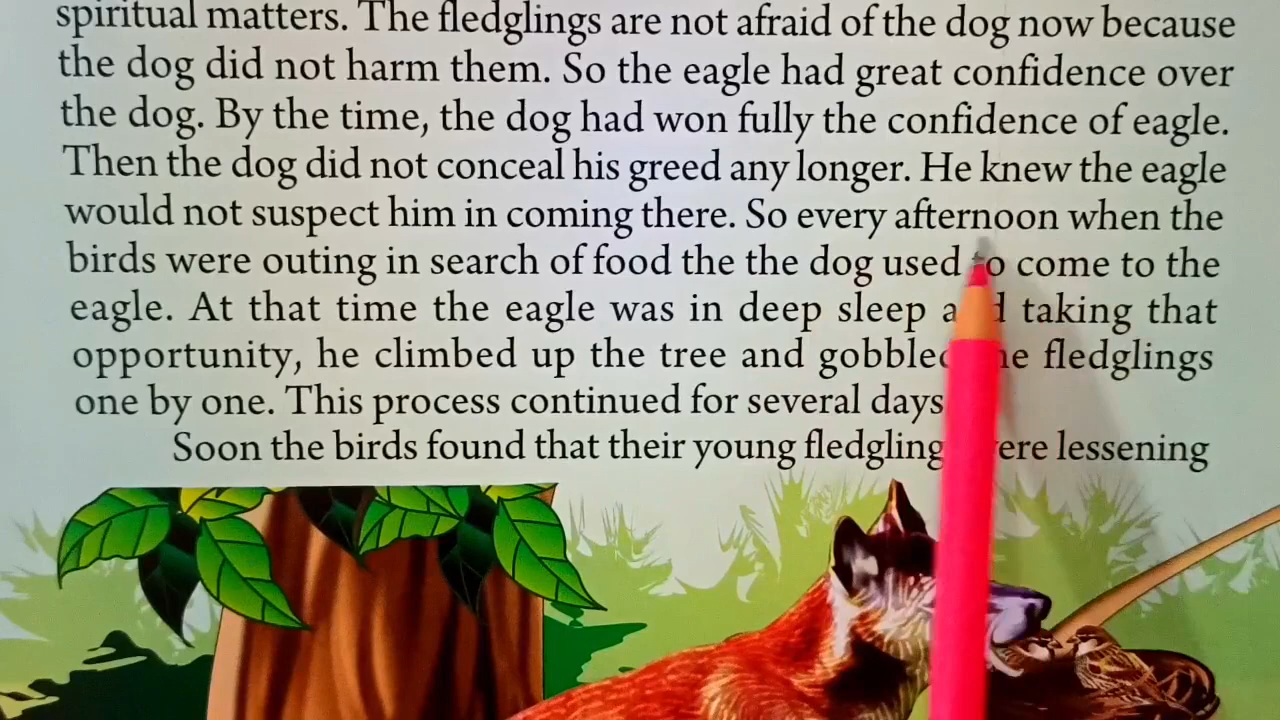 spiritual matters. The fledglings are not afraid of the dog now because
the dog did not harm them. So the eagle had great confidence over
the dog. By the time, the dog had won fully the confidence of eagle.
Then the dog did not conceal his greed any longer. He knew the eagle
would not suspect him in coming there. So every afternoon when the
birds were outing in search of food the the dog used to come to the
eagle. At that time the eagle was in deep sleep and taking that
opportunity, he climbed up the tree and gobbled the fledglings
one by one. This process continued for several days
Soon the birds found that their young fledglings were lessening